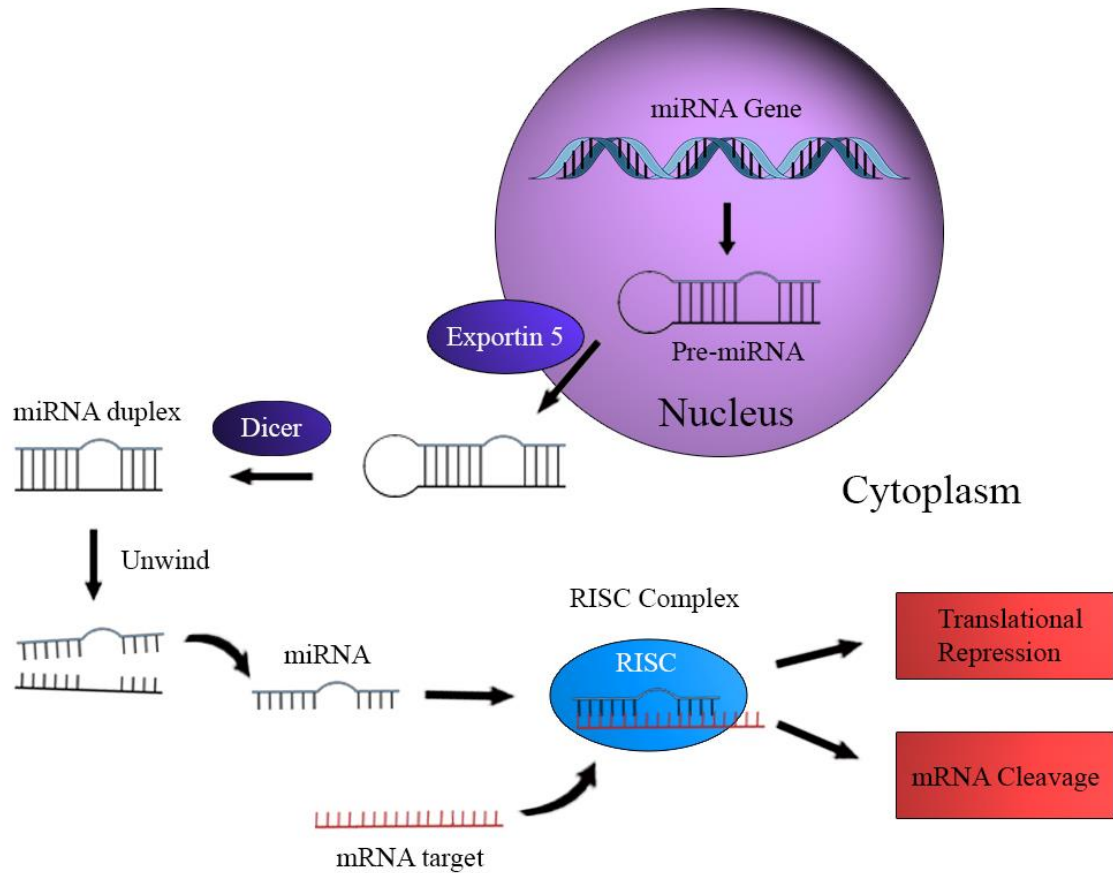 miRNA Gene
Exportin 5
Pre-miRNA
Nucleus
miRNA duplex
Dicer
Cytoplasm
Unwind
RISC Complex
miRNA
RISC
Translational
Repression
mRNA Cleavage
mRNA target